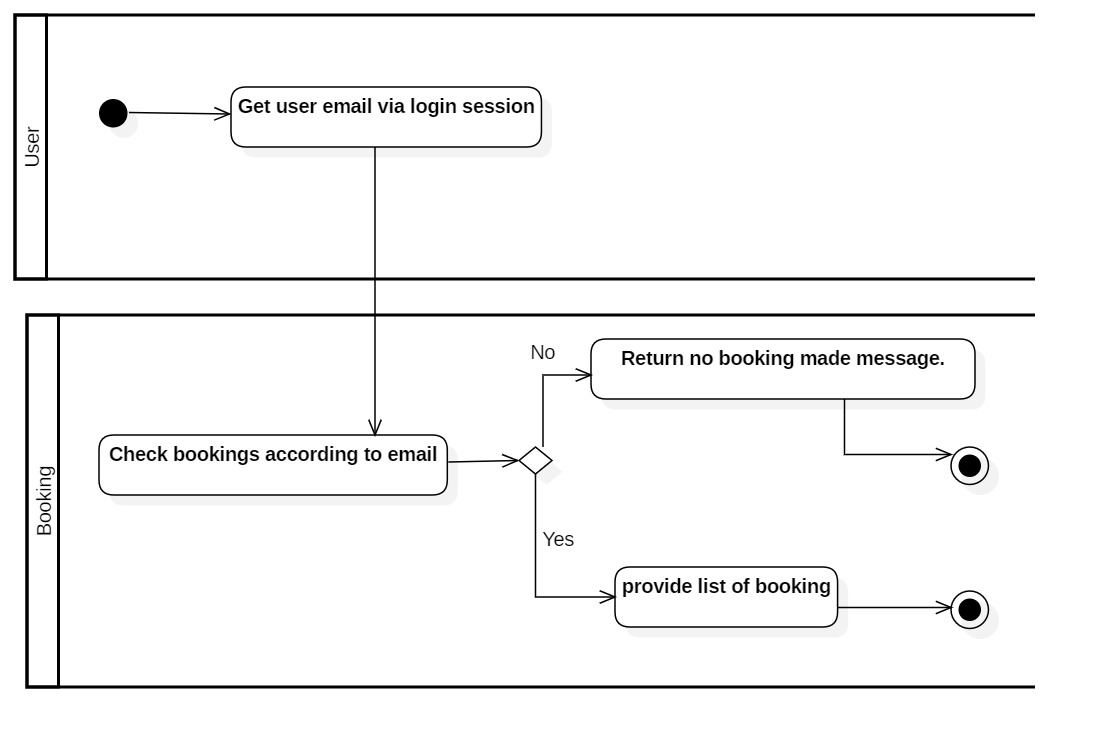 User
Get user email via login session
Booking
Check bookings according to email
No
Return no booking made message.
Yes
provide list of booking